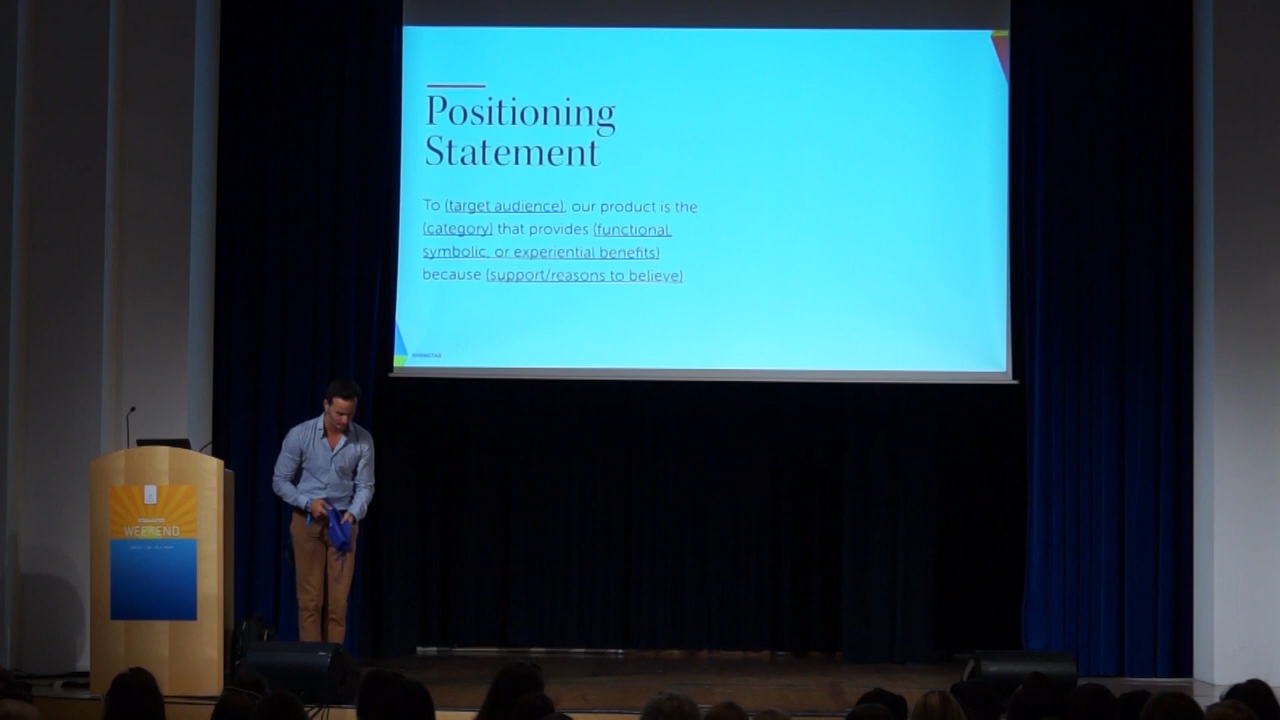 Positioning
Statement
To (target audience), our product is the
(category) that provides (functional,
symbolic, or experiential benefits)
because (support/reasons to believe).
WEEKEND